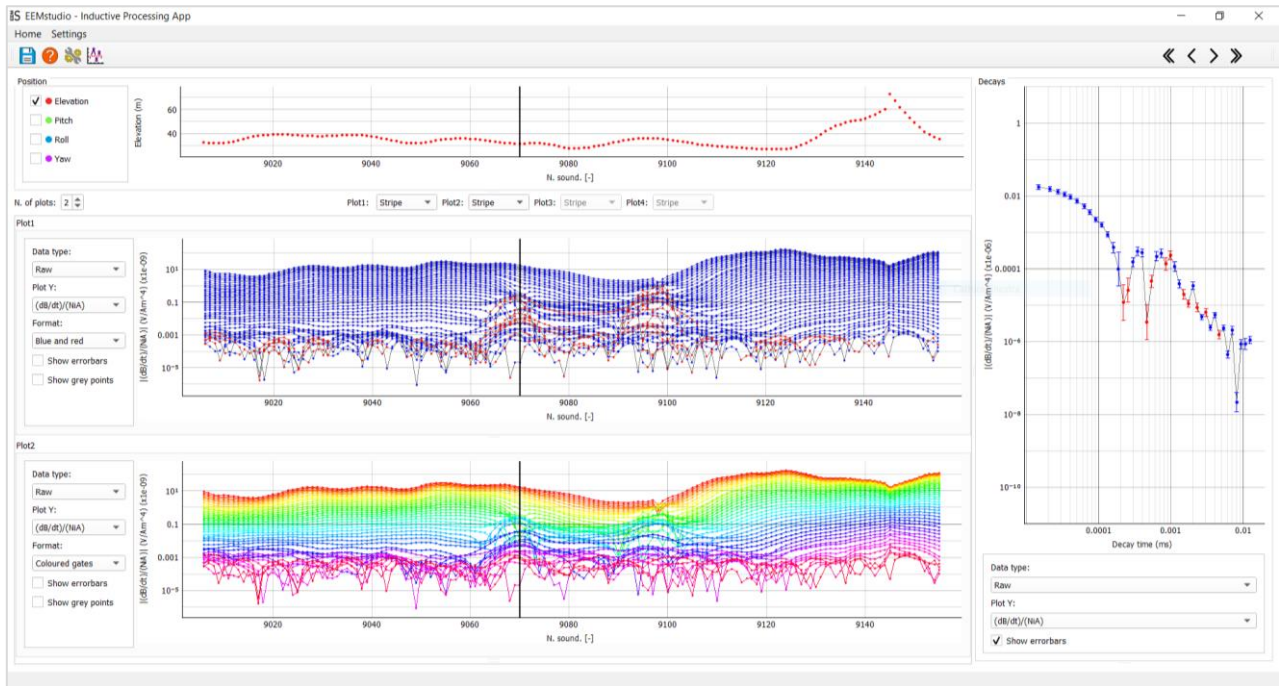 EEMstudio - Inductive Processing App
Home Settings
Position
Elevation
Pitch
Roll
Yaw
Elevation (m)
60
40
9020 9040 9060 9080 9100 9120 9140
N. sound. [-]
N. of plots: 2
Plot1: Stripe Plot2: Stripe Plot3: Stripe Plot4: Stripe
Plot1
Data type:
Raw
Plot Y:
(dB/dt)/(NiA)
Format:
Blue and red
Show errorbars
Show grey points
|(dB/dt)/(NiA)| (V/Am^4) (x1e-09)
10¹
0.1
0.001
10⁻⁵
9020 9040 9060 9080 9100 9120 9140
N. sound. [-]
Plot2
Data type:
Raw
Plot Y:
(dB/dt)/(NiA)
Format:
Coloured gates
Show errorbars
Show grey points
|(dB/dt)/(NiA)| (V/Am^4) (x1e-09)
10¹
0.1
0.001
10⁻⁵
9020 9040 9060 9080 9100 9120 9140
N. sound. [-]
Decays
|(dB/dt)/(NiA)| (V/Am^4) (x1e-06)
1
0.01
0.0001
10⁻⁶
10⁻⁸
10⁻¹⁰
0.0001 0.001 0.01
Decay time (ms)
Data type:
Raw
Plot Y:
(dB/dt)/(NiA)
Show errorbars